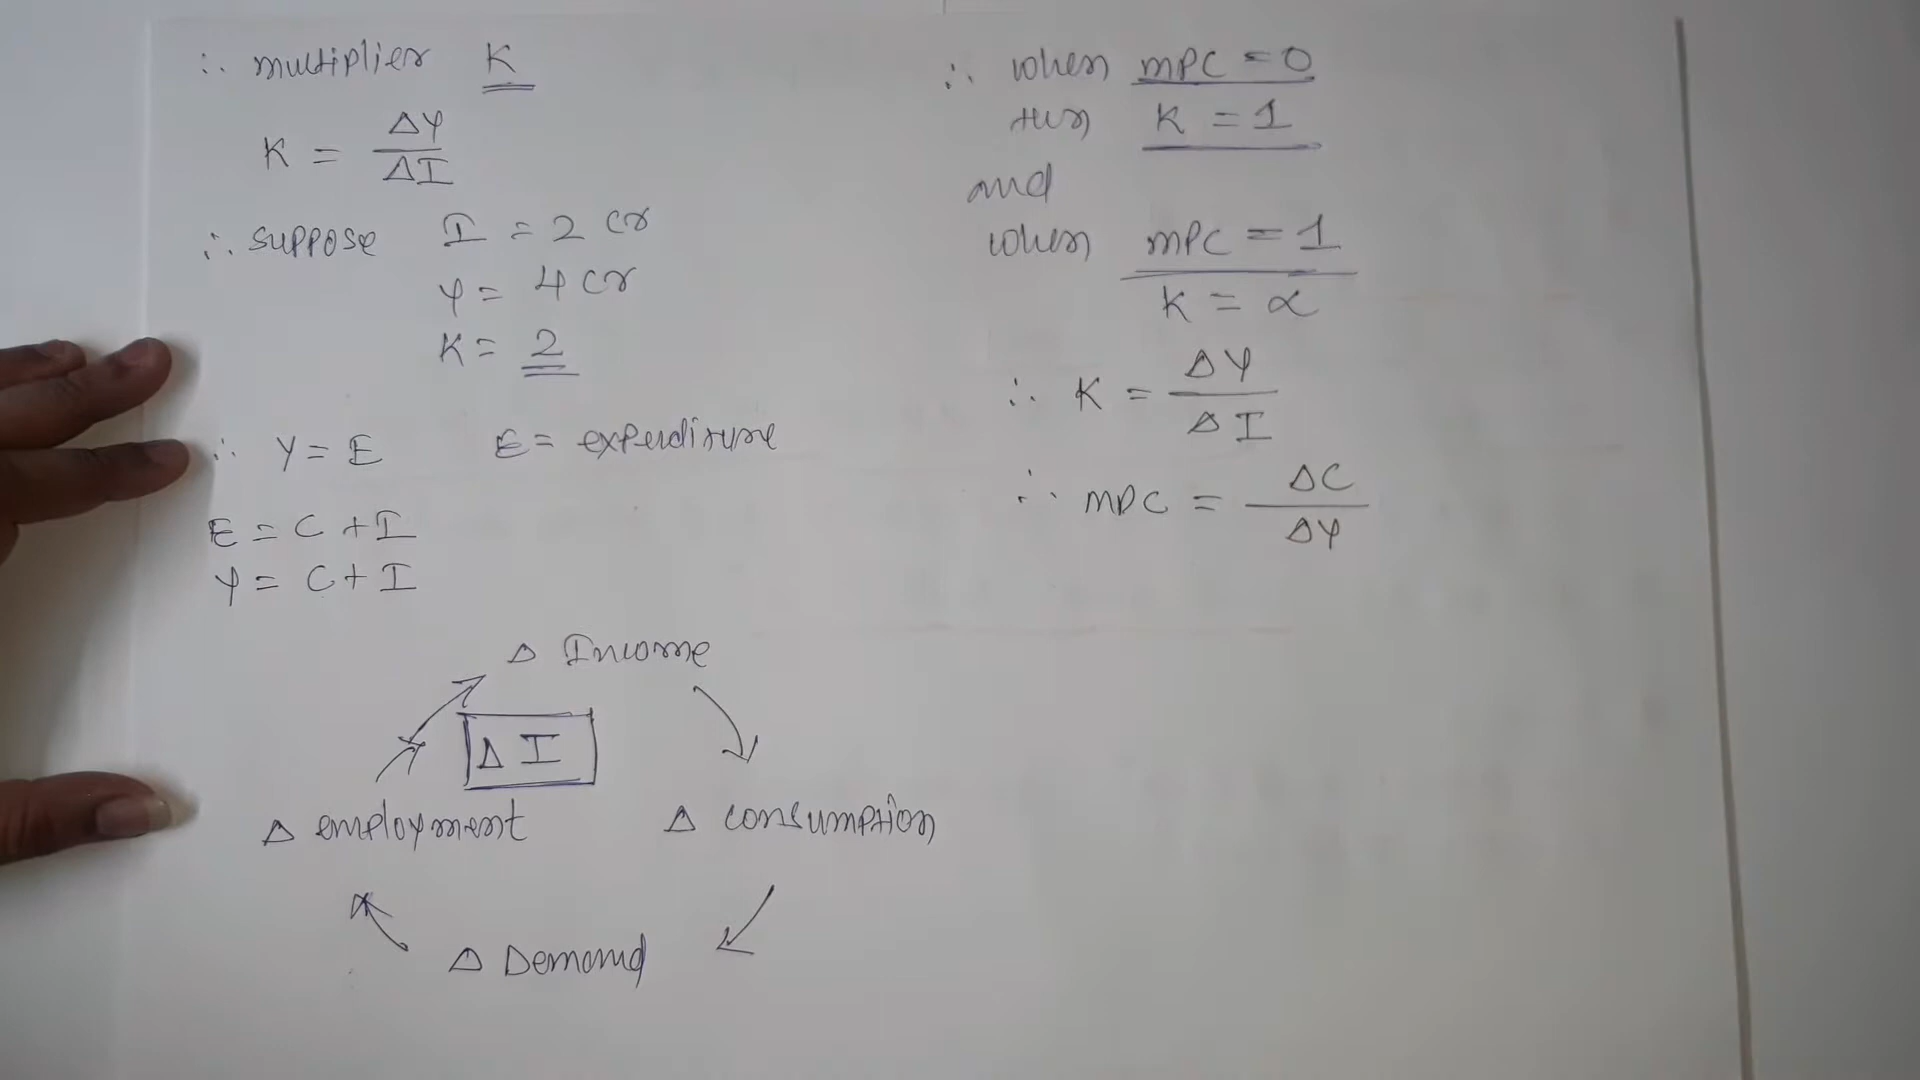 ∴ multiplier K
K = ΔY / ΔI
∴ suppose I = 2 cr
Y = 4 cr
K = 2
∴ Y = E E = expenditure
E = C + I
Y = C + I
Δ Income
Δ I
Δ employment Δ consumption
Δ Demand
∴ when MPC = 0
then K = 1
and
when MPC = 1
K = ∝
∴ K = ΔY / ΔI
∴ MPC = ΔC / ΔY